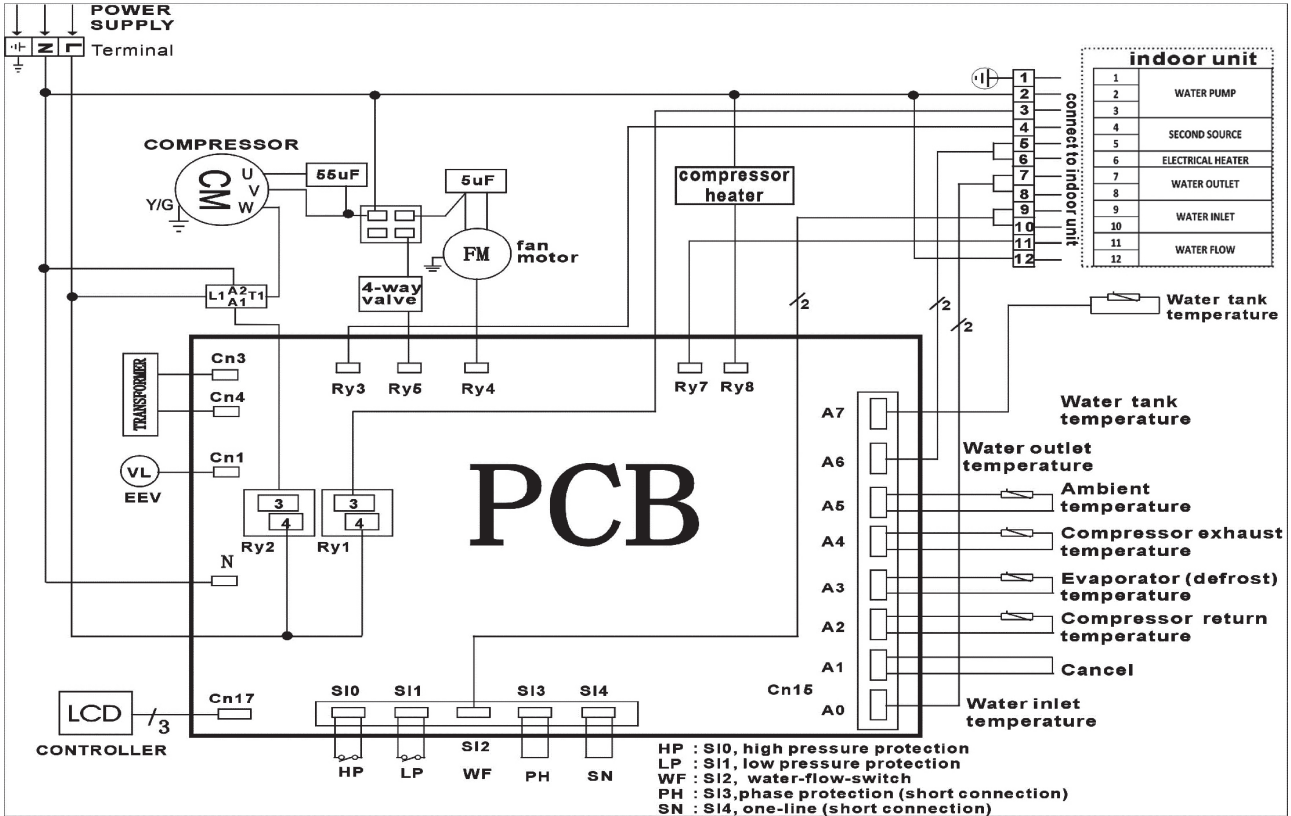 POWER
SUPPLY
N L Terminal
COMPRESSOR
CM
U
V
W
Y/G
55uF
5uF
FM
fan
motor
4-way
valve
L1 A2 T1
A1
compressor
heater
1
2
3
4
5
6
7
8
9
10
11
12
connect to indoor unit
indoor unit
1
2 WATER PUMP
3
4 SECOND SOURCE
5
6 ELECTRICAL HEATER
7 WATER OUTLET
8
9 WATER INLET
10
11 WATER FLOW
12
2
2
2
Water tank
temperature
TRANSFORMER
Cn3
Cn4
Cn1
VL
EEV
N
Ry3 Ry5 Ry4 Ry7 Ry8
3
4
Ry2
3
4
Ry1
PCB
A7
Water tank
temperature
A6
Water outlet
temperature
A5
Ambient
temperature
A4
Compressor exhaust
temperature
A3
Evaporator (defrost)
temperature
A2
Compressor return
temperature
A1
Cancel
Cn15
A0
Water inlet
temperature
LCD
3
Cn17
CONTROLLER
SI0 SI1 SI3 SI4
SI2
HP LP WF PH SN
HP : SI0, high pressure protection
LP : SI1, low pressure protection
WF : SI2, water-flow-switch
PH : SI3,phase protection (short connection)
SN : SI4, one-line (short connection)